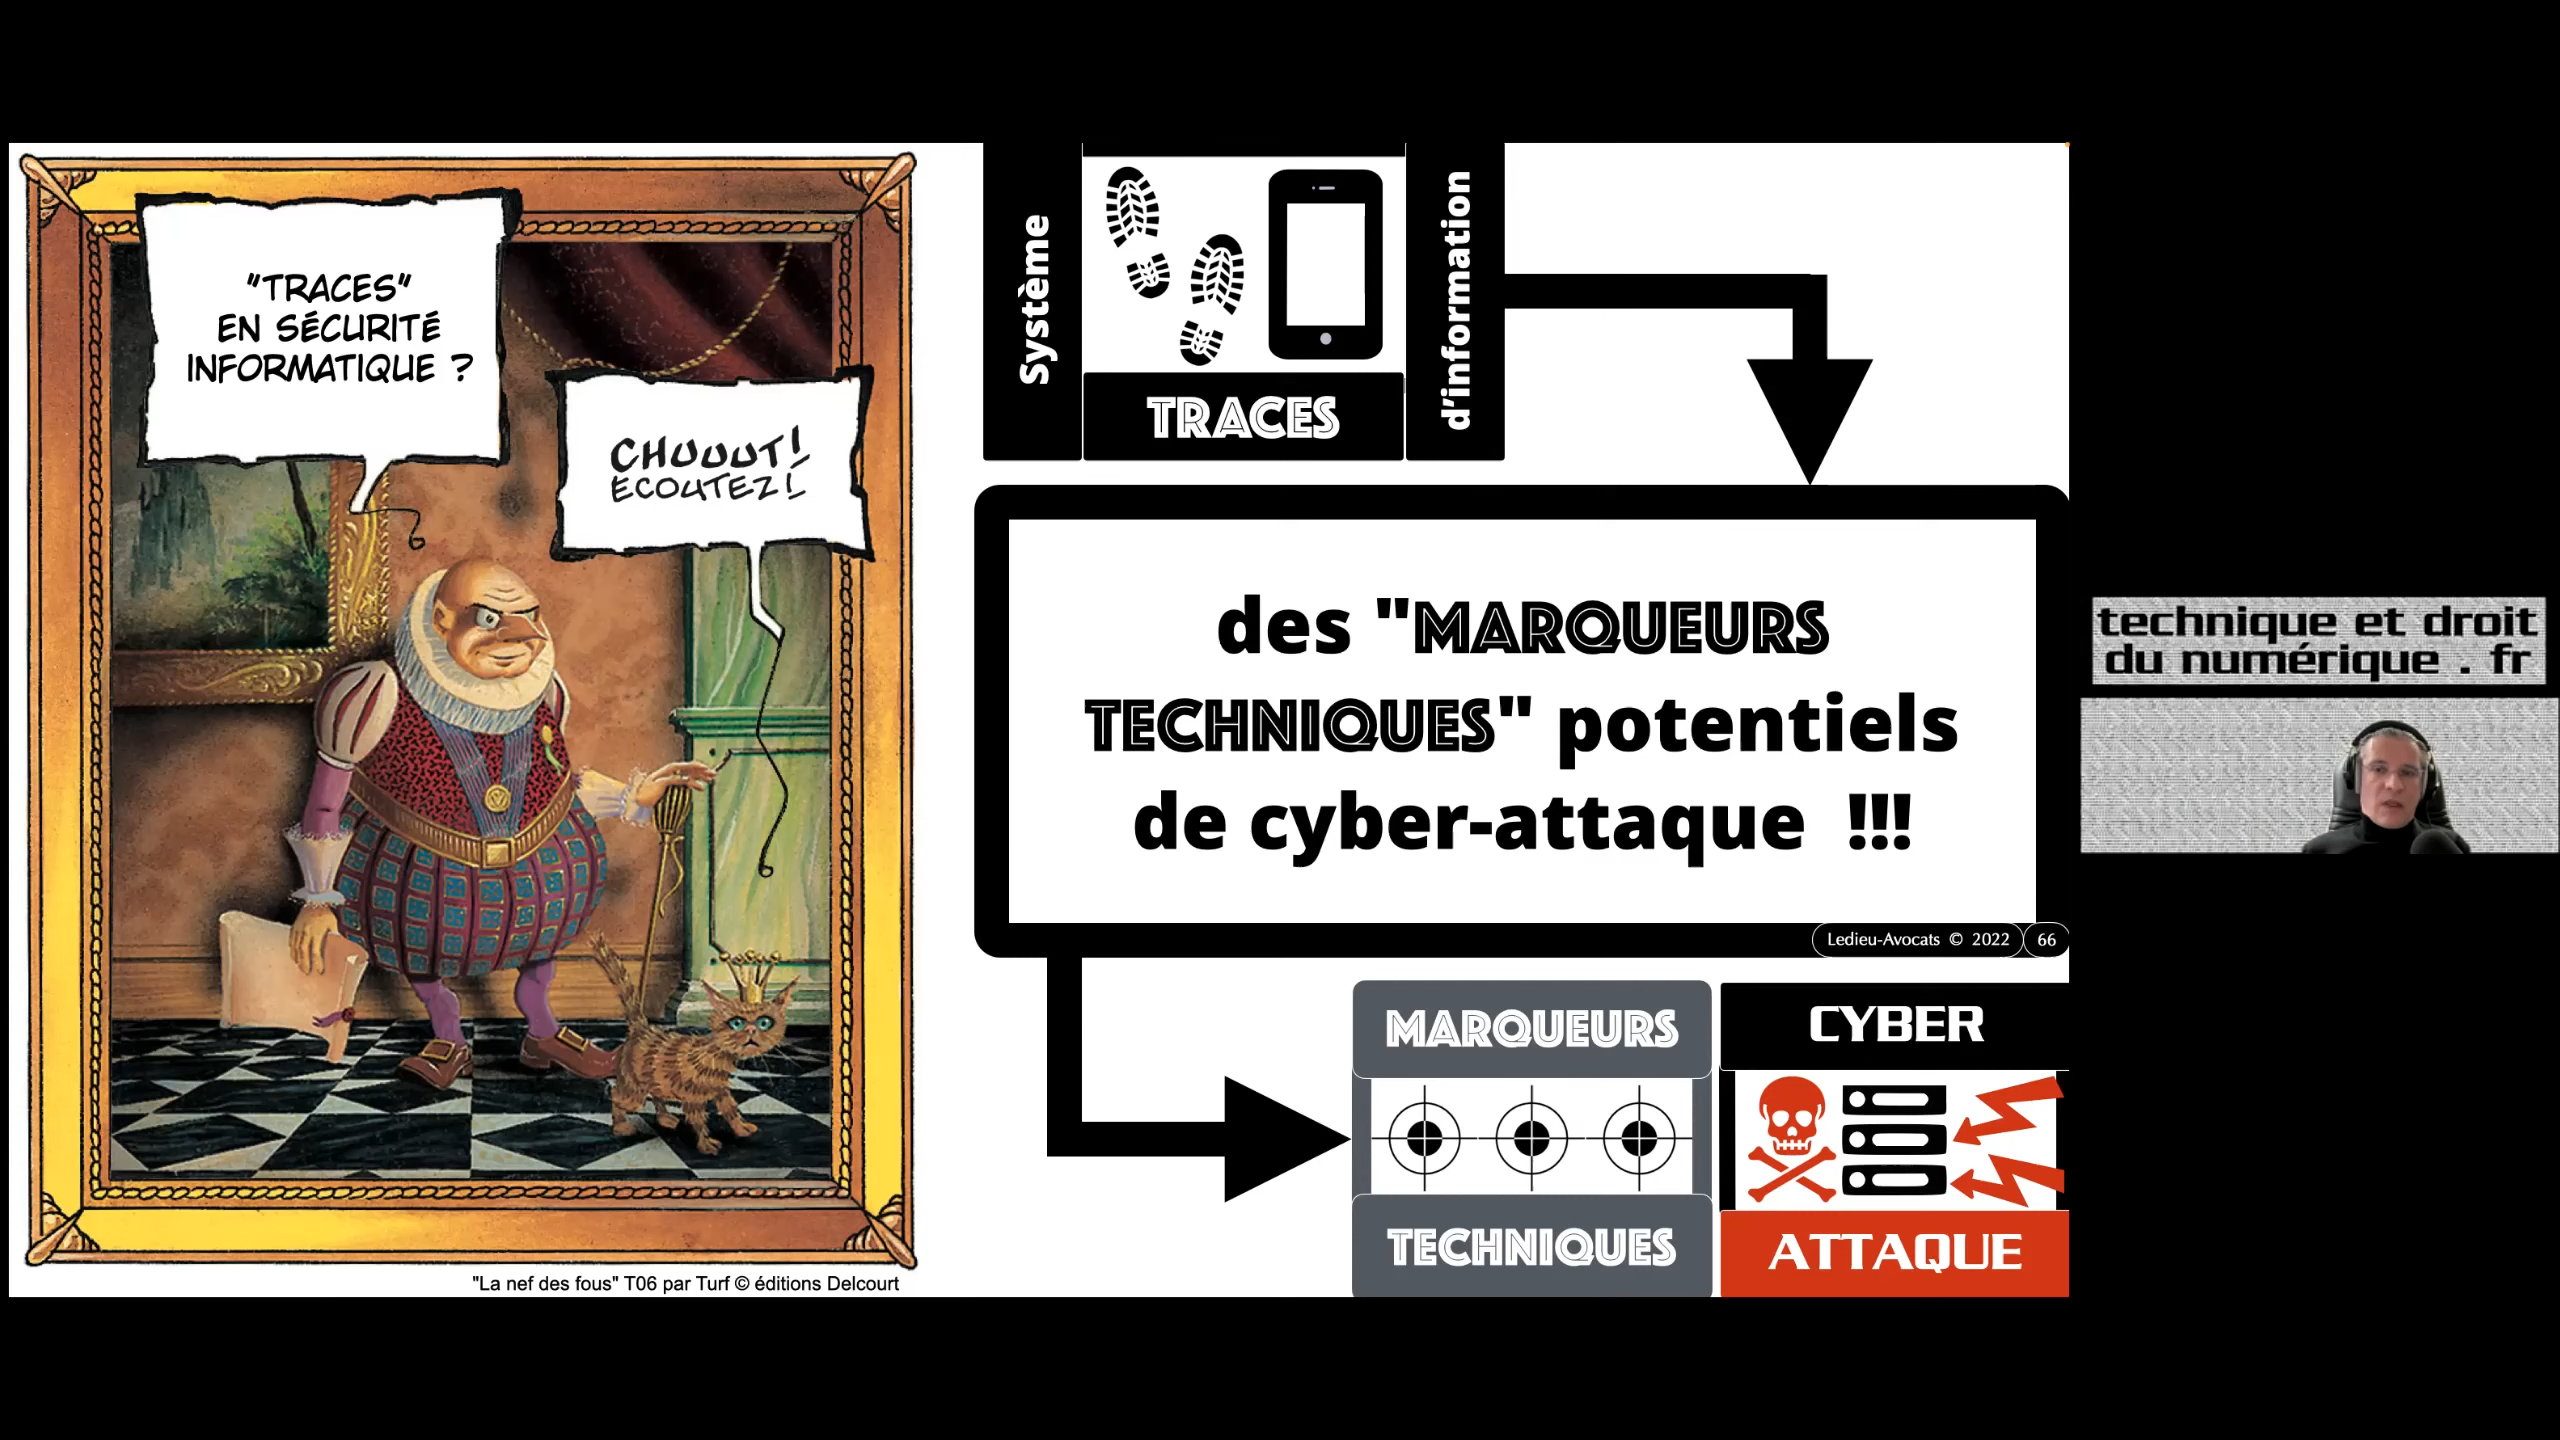 "TRACES"
EN SÉCURITÉ
INFORMATIQUE ?
CHUUUT!
ECOUTEZ!
"La nef des fous" T06 par Turf © éditions Delcourt
Système
TRACES
d'information
des "MARQUEURS
TECHNIQUES" potentiels
de cyber-attaque !!!
Ledieu-Avocats © 2022
66
MARQUEURS
TECHNIQUES
CYBER
ATTAQUE
technique et droit
du numérique . fr